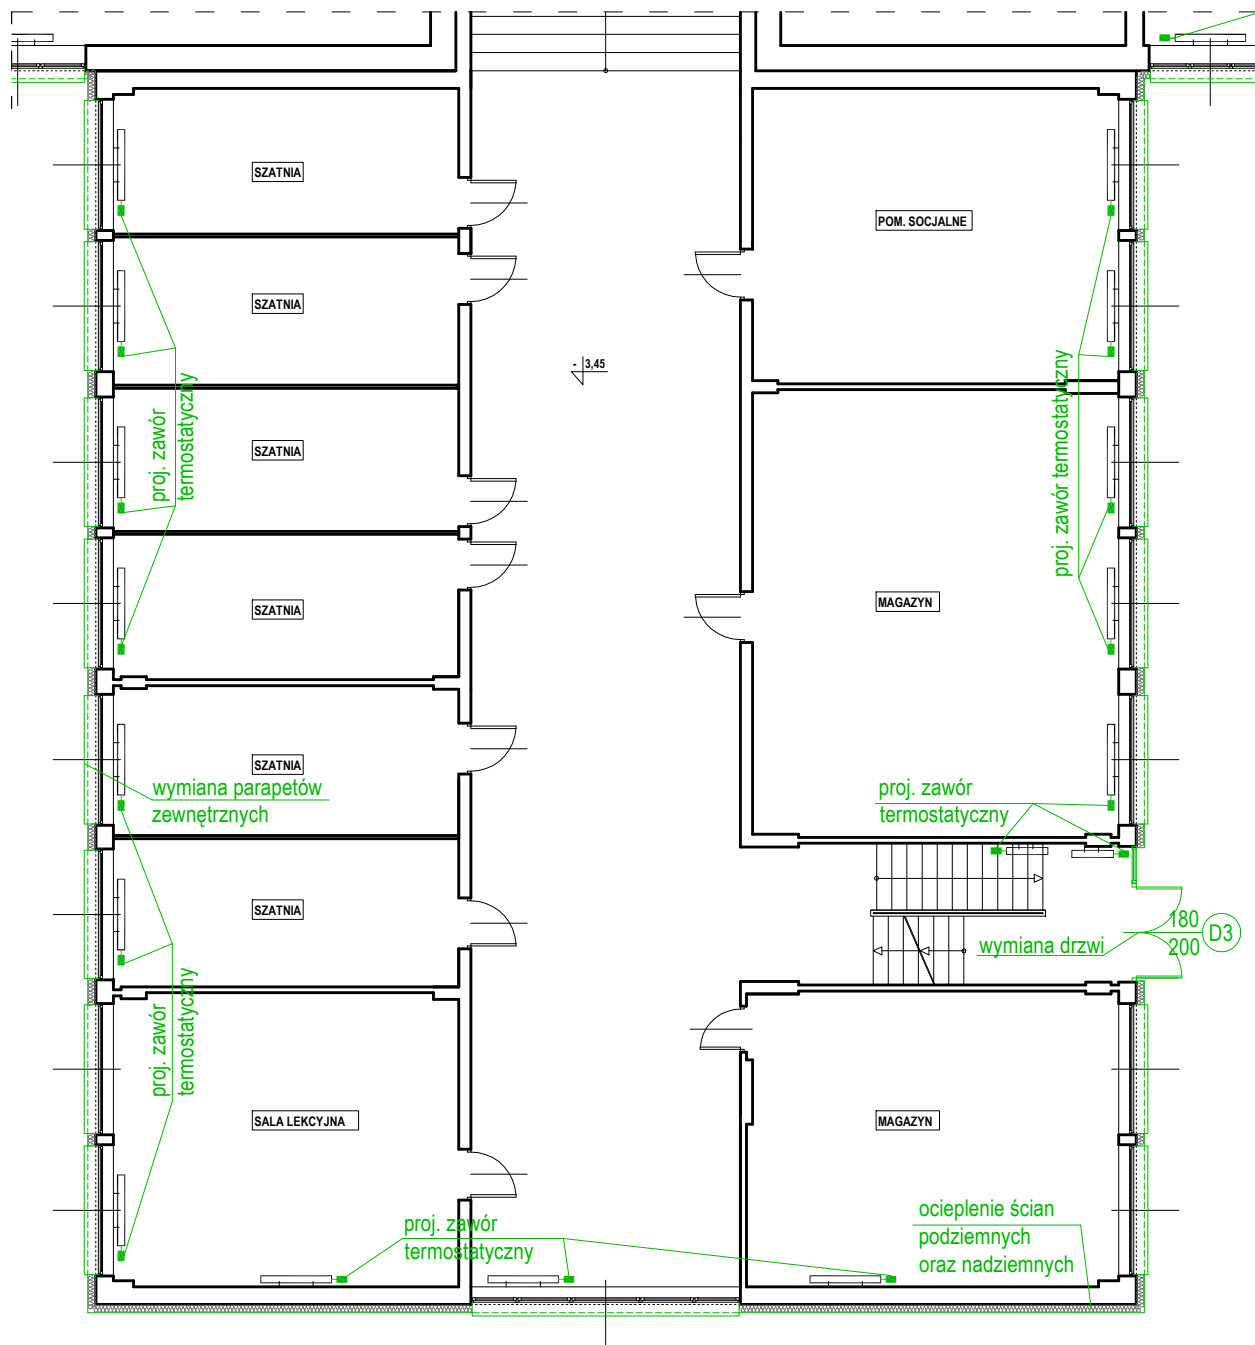 SZATNIA
POM. SOCJALNE
SZATNIA
- 3,45
proj. zawór
termostatyczny
proj. zawór termostatyczny
SZATNIA
SZATNIA
MAGAZYN
SZATNIA
wymiana parapetów
zewnętrznych
proj. zawór
termostatyczny
SZATNIA
180
200
D3
wymiana drzwi
proj. zawór
termostatyczny
SALA LEKCYJNA
MAGAZYN
proj. zawór
termostatyczny
ocieplenie ścian
podziemnych
oraz nadziemnych